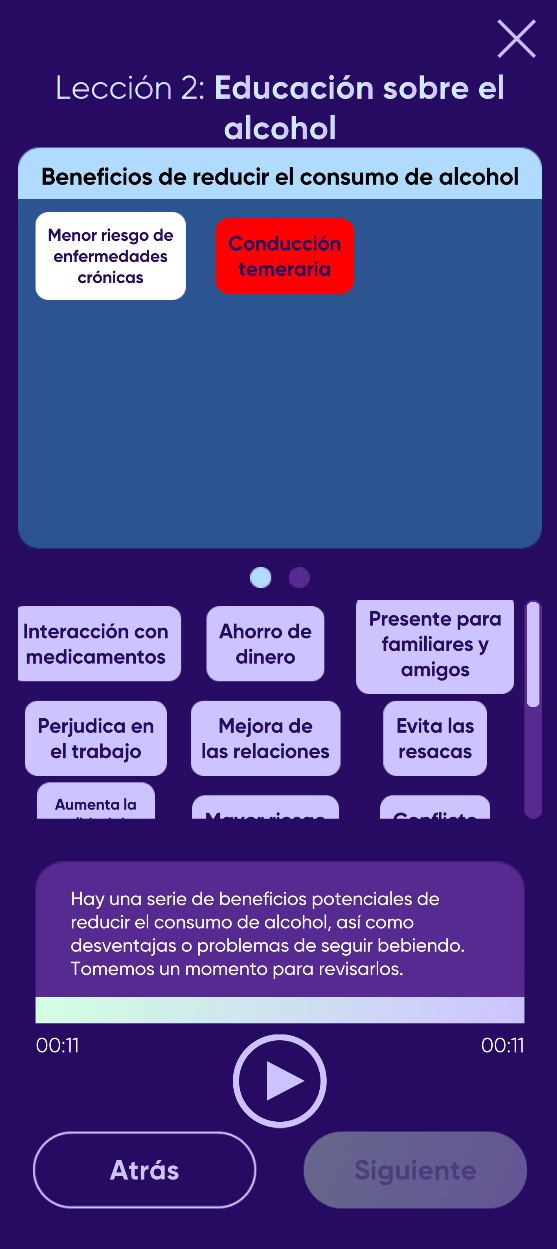 Lección 2: Educación sobre el
alcohol
Beneficios de reducir el consumo de alcohol
Menor riesgo de
enfermedades
crónicas
Conducción
temeraria
Interacción con
medicamentos
Ahorro de
dinero
Presente para
familiares y
amigos
Perjudica en
el trabajo
Mejora de
las relaciones
Evita las
resacas
Aumenta la
Mayor riesgo
Conflicto
Hay una serie de beneficios potenciales de
reducir el consumo de alcohol, así como
desventajas o problemas de seguir bebiendo.
Tomemos un momento para revisarlos.
00:11
00:11
Atrás
Siguiente